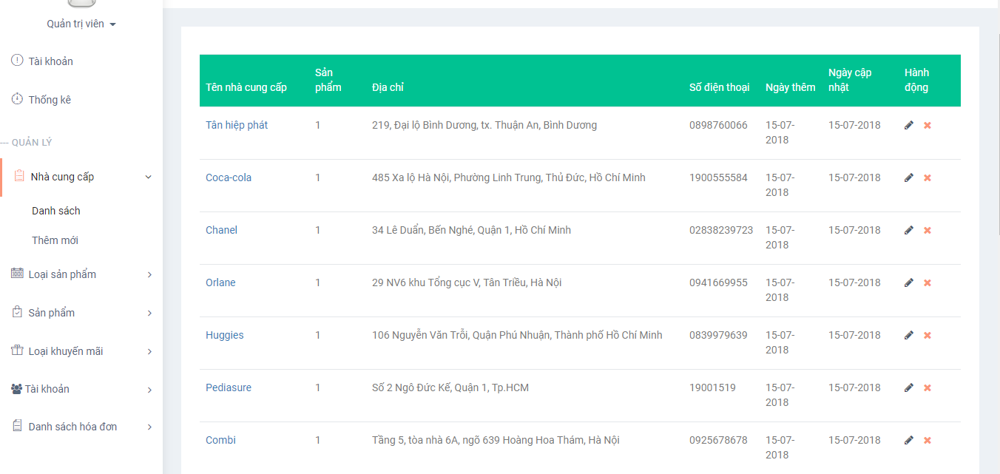 Quản trị viên
Tài khoản
Thống kê
QUẢN LÝ
Nhà cung cấp
Danh sách
Thêm mới
Loại sản phẩm
Sản phẩm
Loại khuyến mãi
Tài khoản
Danh sách hóa đơn
Tên nhà cung cấp Sản phẩm Địa chỉ Số điện thoại Ngày thêm Ngày cập nhật Hành động
Tân hiệp phát 1 219, Đại lộ Bình Dương, tx. Thuận An, Bình Dương 0898760066 15-07-2018 15-07-2018
Coca-cola 1 485 Xa lộ Hà Nội, Phường Linh Trung, Thủ Đức, Hồ Chí Minh 1900555584 15-07-2018 15-07-2018
Chanel 1 34 Lê Duẩn, Bến Nghé, Quận 1, Hồ Chí Minh 02838239723 15-07-2018 15-07-2018
Orlane 1 29 NV6 khu Tổng cục V, Tân Triều, Hà Nội 0941669955 15-07-2018 15-07-2018
Huggies 1 106 Nguyễn Văn Trỗi, Quận Phú Nhuận, Thành phố Hồ Chí Minh 0839979639 15-07-2018 15-07-2018
Pediasure 1 Số 2 Ngô Đức Kế, Quận 1, Tp.HCM 19001519 15-07-2018 15-07-2018
Combi 1 Tầng 5, tòa nhà 6A, ngõ 639 Hoàng Hoa Thám, Hà Nội 0925678678 15-07-2018 15-07-2018